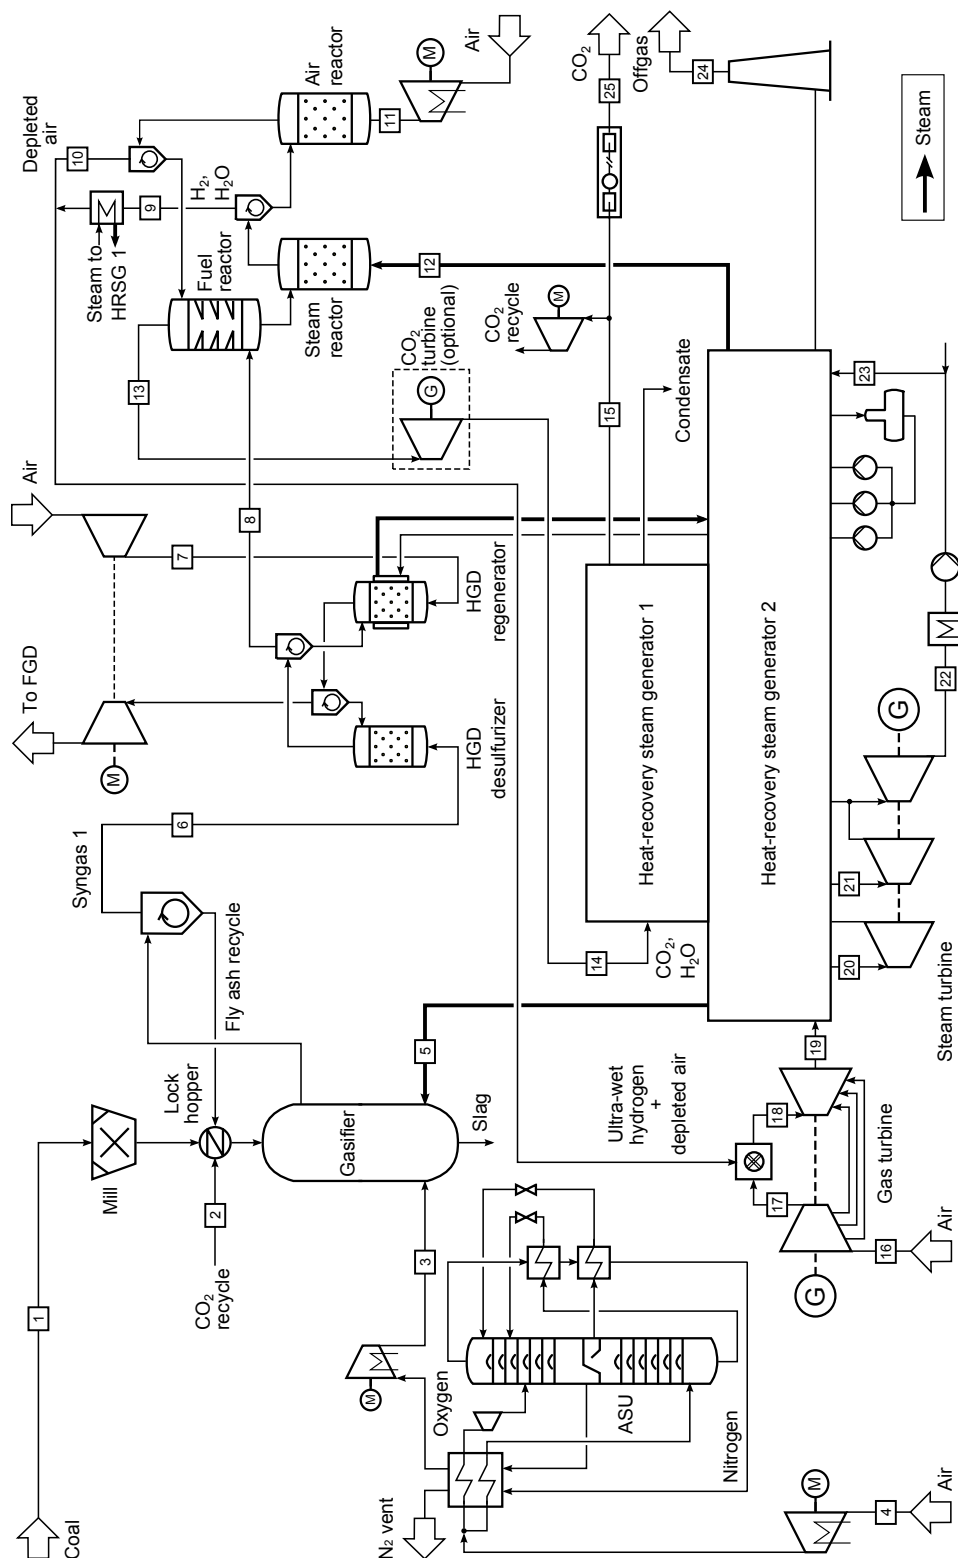 Coal
1
Mill
CO2
recycle
2
Lock
hopper
Fly ash recycle
Syngas 1
6
To FGD
M
Air
7
Depleted
air
10
Steam to
HRSG 1
9
H2,
H2O
Air
reactor
M
Air
11
Fuel
reactor
Steam
reactor
12
13
8
CO2
turbine
(optional)
G
HGD
regenerator
HGD
desulfurizer
Gasifier
Slag
5
3
M
Oxygen
N2 vent
ASU
Nitrogen
M
Air
4
14
CO2,
H2O
Heat-recovery steam generator 1
Heat-recovery steam generator 2
Condensate
CO2
recycle
M
15
25
CO2
Offgas
24
Ultra-wet
hydrogen
+
depleted air
G
17
18
19
Gas turbine
16
Air
20
21
Steam turbine
G
22
23
Steam